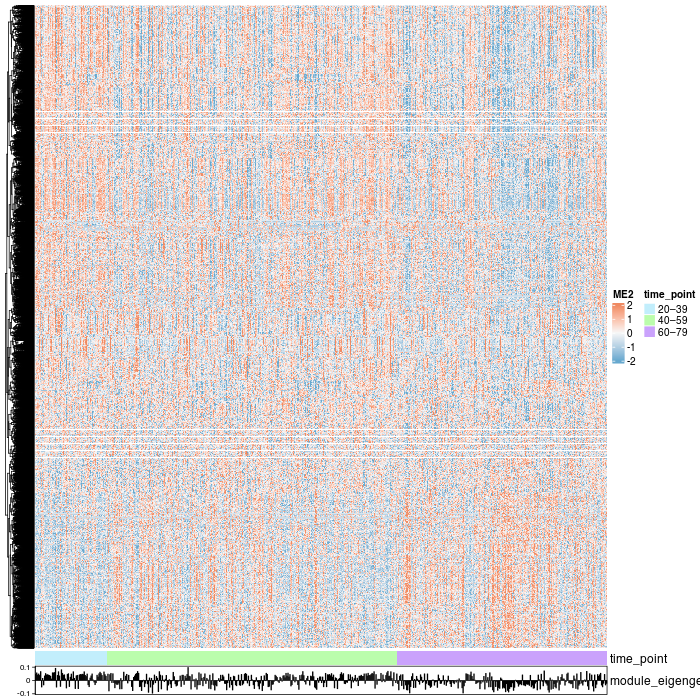 ME2
2
1
0
-1
-2
time_point
20–39
40–59
60–79
time_point
0.1
0
-0.1
module_eigenge